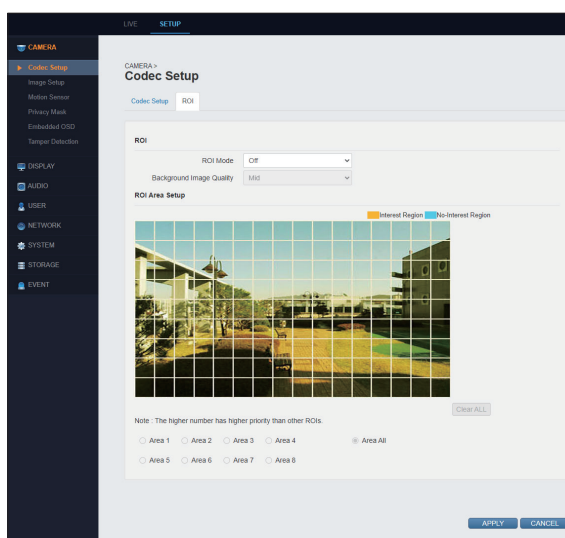 LIVE SETUP
CAMERA
Codec Setup
Image Setup
Motion Sensor
Privacy Mask
Embedded OSD
Tamper Detection
DISPLAY
AUDIO
USER
NETWORK
SYSTEM
STORAGE
EVENT
CAMERA >
Codec Setup
Codec Setup ROI
ROI
ROI Mode Off
Background Image Quality Mid
ROI Area Setup
Interest Region No-Interest Region
Clear ALL
Note : The higher number has higher priority than other ROIs.
Area 1 Area 2 Area 3 Area 4 Area All
Area 5 Area 6 Area 7 Area 8
APPLY CANCEL